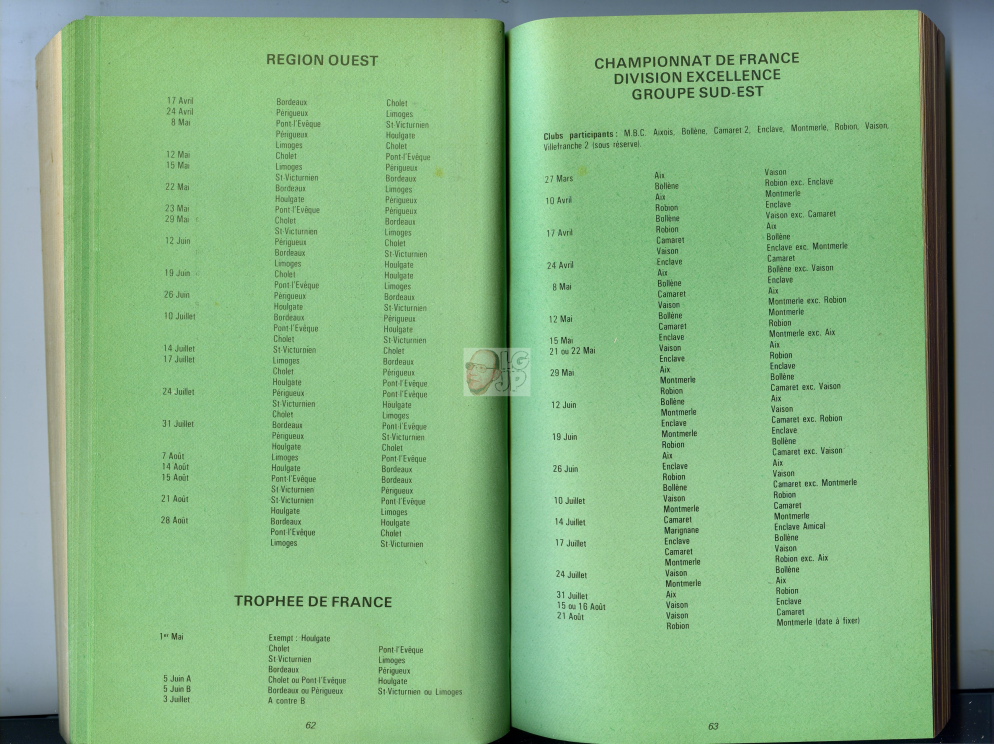 REGION OUEST
17 Avril Bordeaux Cholet
24 Avril Périgueux Limoges
8 Mai Pont-l'Evêque St-Victurnien
Périgueux Houlgate
Limoges Cholet
12 Mai Cholet Pont-l'Evêque
15 Mai Limoges Périgueux
St-Victurnien Bordeaux
22 Mai Bordeaux Limoges
Houlgate Périgueux
23 Mai Pont l'Evêque Périgueux
29 Mai Cholet Bordeaux
St-Victurnien Limoges
12 Juin Périgueux Cholet
Bordeaux St-Victurnien
Limoges Houlgate
19 Juin Cholet Houlgate
Pont-l'Evêque Limoges
26 Juin Périgueux Bordeaux
Houlgate St-Victurnien
10 Juillet Bordeaux Périgueux
Pont-l'Evêque Houlgate
Cholet St-Victurnien
14 Juillet St-Victurnien Cholet
17 Juillet Limoges Bordeaux
Cholet Périgueux
Houlgate Pont-l'Evêque
24 Juillet Périgueux Pont-l'Evêque
St-Victurnien Houlgate
Cholet Limoges
31 Juillet Bordeaux Pont-l'Evêque
Périgueux St-Victurnien
Houlgate Cholet
7 Août Limoges Pont-l'Evêque
14 Août Houlgate Bordeaux
15 Août Pont-l'Evêque Bordeaux
St Victurnien Périgueux
21 Août St-Victurnien Pont-l'Evêque
Houlgate Limoges
28 Août Bordeaux Houlgate
Pont-l'Evêque Cholet
Limoges St-Victurnien
TROPHEE DE FRANCE
1er Mai Exempt : Houlgate
Cholet Pont-l'Evêque
St-Victurnien Limoges
Bordeaux Périgueux
5 Juin A Cholet ou Pont-l'Evêque Houlgate
5 Juin B Bordeaux ou Périgueux St-Victurnien ou Limoges
3 Juillet A contre B
62
LG
JP
CHAMPIONNAT DE FRANCE
DIVISION EXCELLENCE
GROUPE SUD-EST
Clubs participants : M.B.C. Aixois, Bollène, Camaret 2, Enclave, Montmerle, Robion, Vaison,
Villefranche 2 (sous réserve).
27 Mars Aix Vaison
Bollène Robion exc. Enclave
10 Avril Aix Montmerle
Robion Enclave
Bollène Vaison exc. Camaret
17 Avril Robion Aix
Camaret Bollène
Vaison Enclave exc. Montmerle
24 Avril Enclave Camaret
Aix Bollène exc. Vaison
8 Mai Bollène Enclave
Camaret Aix
Vaison Montmerle exc. Robion
12 Mai Bollène Montmerle
Camaret Robion
15 Mai Enclave Montmerle exc. Aix
21 ou 22 Mai Vaison Aix
Enclave Robion
29 Mai Aix Enclave
Montmerle Bollène
Robion Camaret exc. Vaison
12 Juin Bollène Aix
Montmerle Vaison
Enclave Camaret exc. Robion
19 Juin Montmerle Enclave
Robion Bollène
Aix Camaret exc. Vaison
26 Juin Enclave Aix
Robion Vaison
Bollène Camaret exc. Montmerle
10 Juillet Vaison Robion
Montmerle Camaret
14 Juillet Camaret Montmerle
Marignane Enclave Amical
17 Juillet Enclave Bollène
Camaret Vaison
Montmerle Robion exc. Aix
24 Juillet Vaison Bollène
Montmerle Aix
31 Juillet Aix Robion
15 ou 16 Août Vaison Enclave
21 Août Vaison Camaret
Robion Montmerle (date à fixer)
63